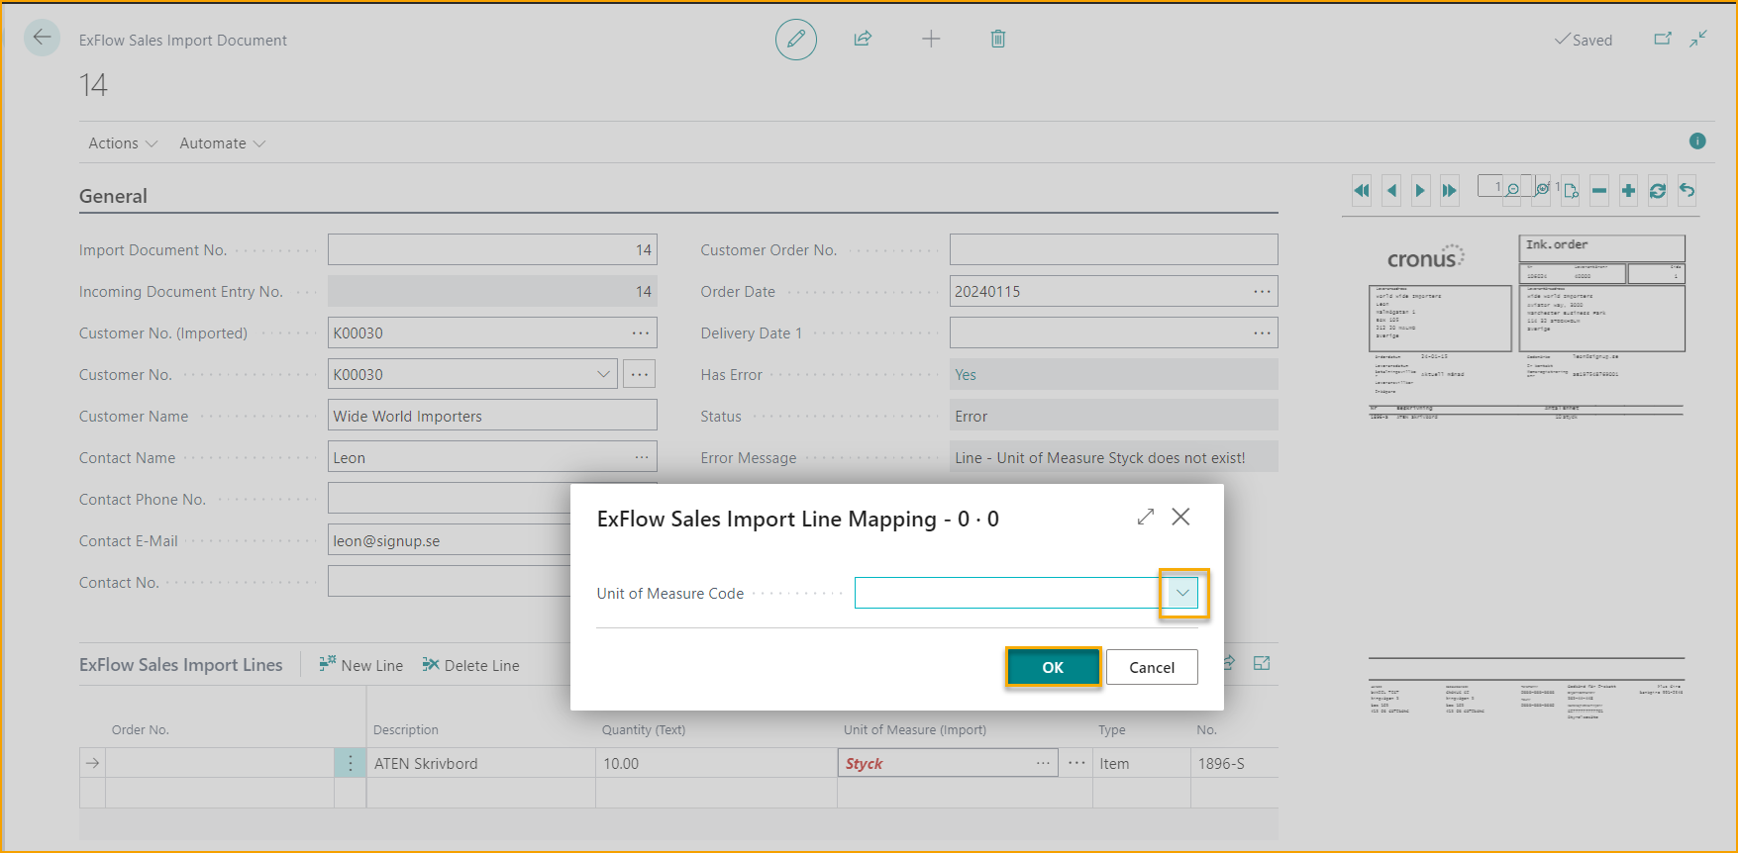 ExFlow Sales Import Document
Saved
14
Actions
Automate
General
Import Document No.
14
Incoming Document Entry No.
14
Customer No. (Imported)
K00030
Customer No.
K00030
Customer Name
Wide World Importers
Contact Name
Leon
Contact Phone No.
Contact E-Mail
leon@signup.se
Contact No.
Customer Order No.
Order Date
20240115
Delivery Date 1
Has Error
Yes
Status
Error
Error Message
Line - Unit of Measure Styck does not exist!
1
1
cronus
Ink.order
ExFlow Sales Import Line Mapping - 0 · 0
Unit of Measure Code
OK
Cancel
ExFlow Sales Import Lines
New Line
Delete Line
Order No.
Description
Quantity (Text)
Unit of Measure (Import)
Type
No.
ATEN Skrivbord
10.00
Styck
Item
1896-S